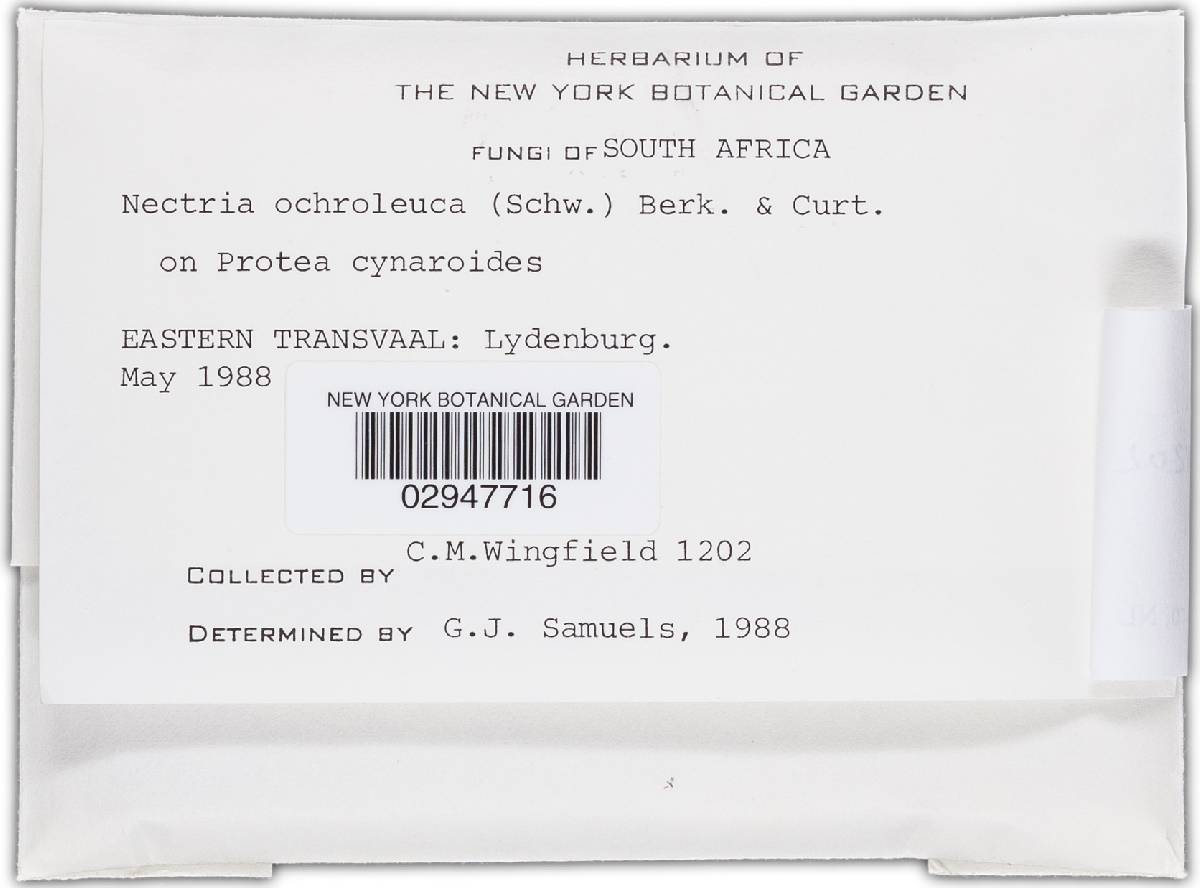 HERBARIUM OF
THE NEW YORK BOTANICAL GARDEN
FUNGI OF SOUTH AFRICA
Nectria ochroleuca (Schw.) Berk. & Curt.
on Protea cynaroides
EASTERN TRANSVAAL: Lydenburg.
May 1988
NEW YORK BOTANICAL GARDEN
02947716
C.M.Wingfield 1202
COLLECTED BY
DETERMINED BY G.J. Samuels, 1988